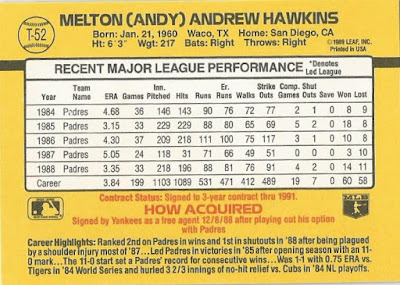 T-52
MELTON (ANDY) ANDREW HAWKINS
Born: Jan. 21, 1960 Waco, TX Home: San Diego, CA
Ht: 6'3" Wgt: 217 Bats: Right Throws: Right
©1989 LEAF, INC.
Printed in USA
RECENT MAJOR LEAGUE PERFORMANCE *Denotes Led League
Year Team Name ERA Games Inn. Pitched Hits Runs Er. Runs Walks Strike Outs Comp. Games Shut Outs Save Won Lost
1984 Padres 4.68 36 146 143 90 76 72 77 2 1 0 8 9
1985 Padres 3.15 33 229 229 88 80 65 69 5 2 0 18 8
1986 Padres 4.30 37 209 218 111 100 75 117 3 1 0 10 8
1987 Padres 5.05 24 118 131 71 66 49 51 0 0 0 3 10
1988 Padres 3.35 33 218 196 88 81 76 91 4 2 0 14 11
Career 3.84 199 1103 1089 531 471 412 489 19 0 60 58
Contract Status: Signed to 3-year contract thru 1991.
HOW ACQUIRED
Signed by Yankees as a free agent 12/8/88 after playing out his option
with Padres
MLB
Career Highlights: Ranked 2nd on Padres in wins and 1st in shutouts in '88 after being plagued
by a shoulder injury most of '87...Led Padres in victories in '85 after opening season with an 11-
0 mark...The 11-0 start set a Padres' record for consecutive wins...Was 1-1 with 0.75 ERA vs.
Tigers in '84 World Series and hurled 3 2/3 innings of no-hit relief vs. Cubs in '84 NL playoffs.